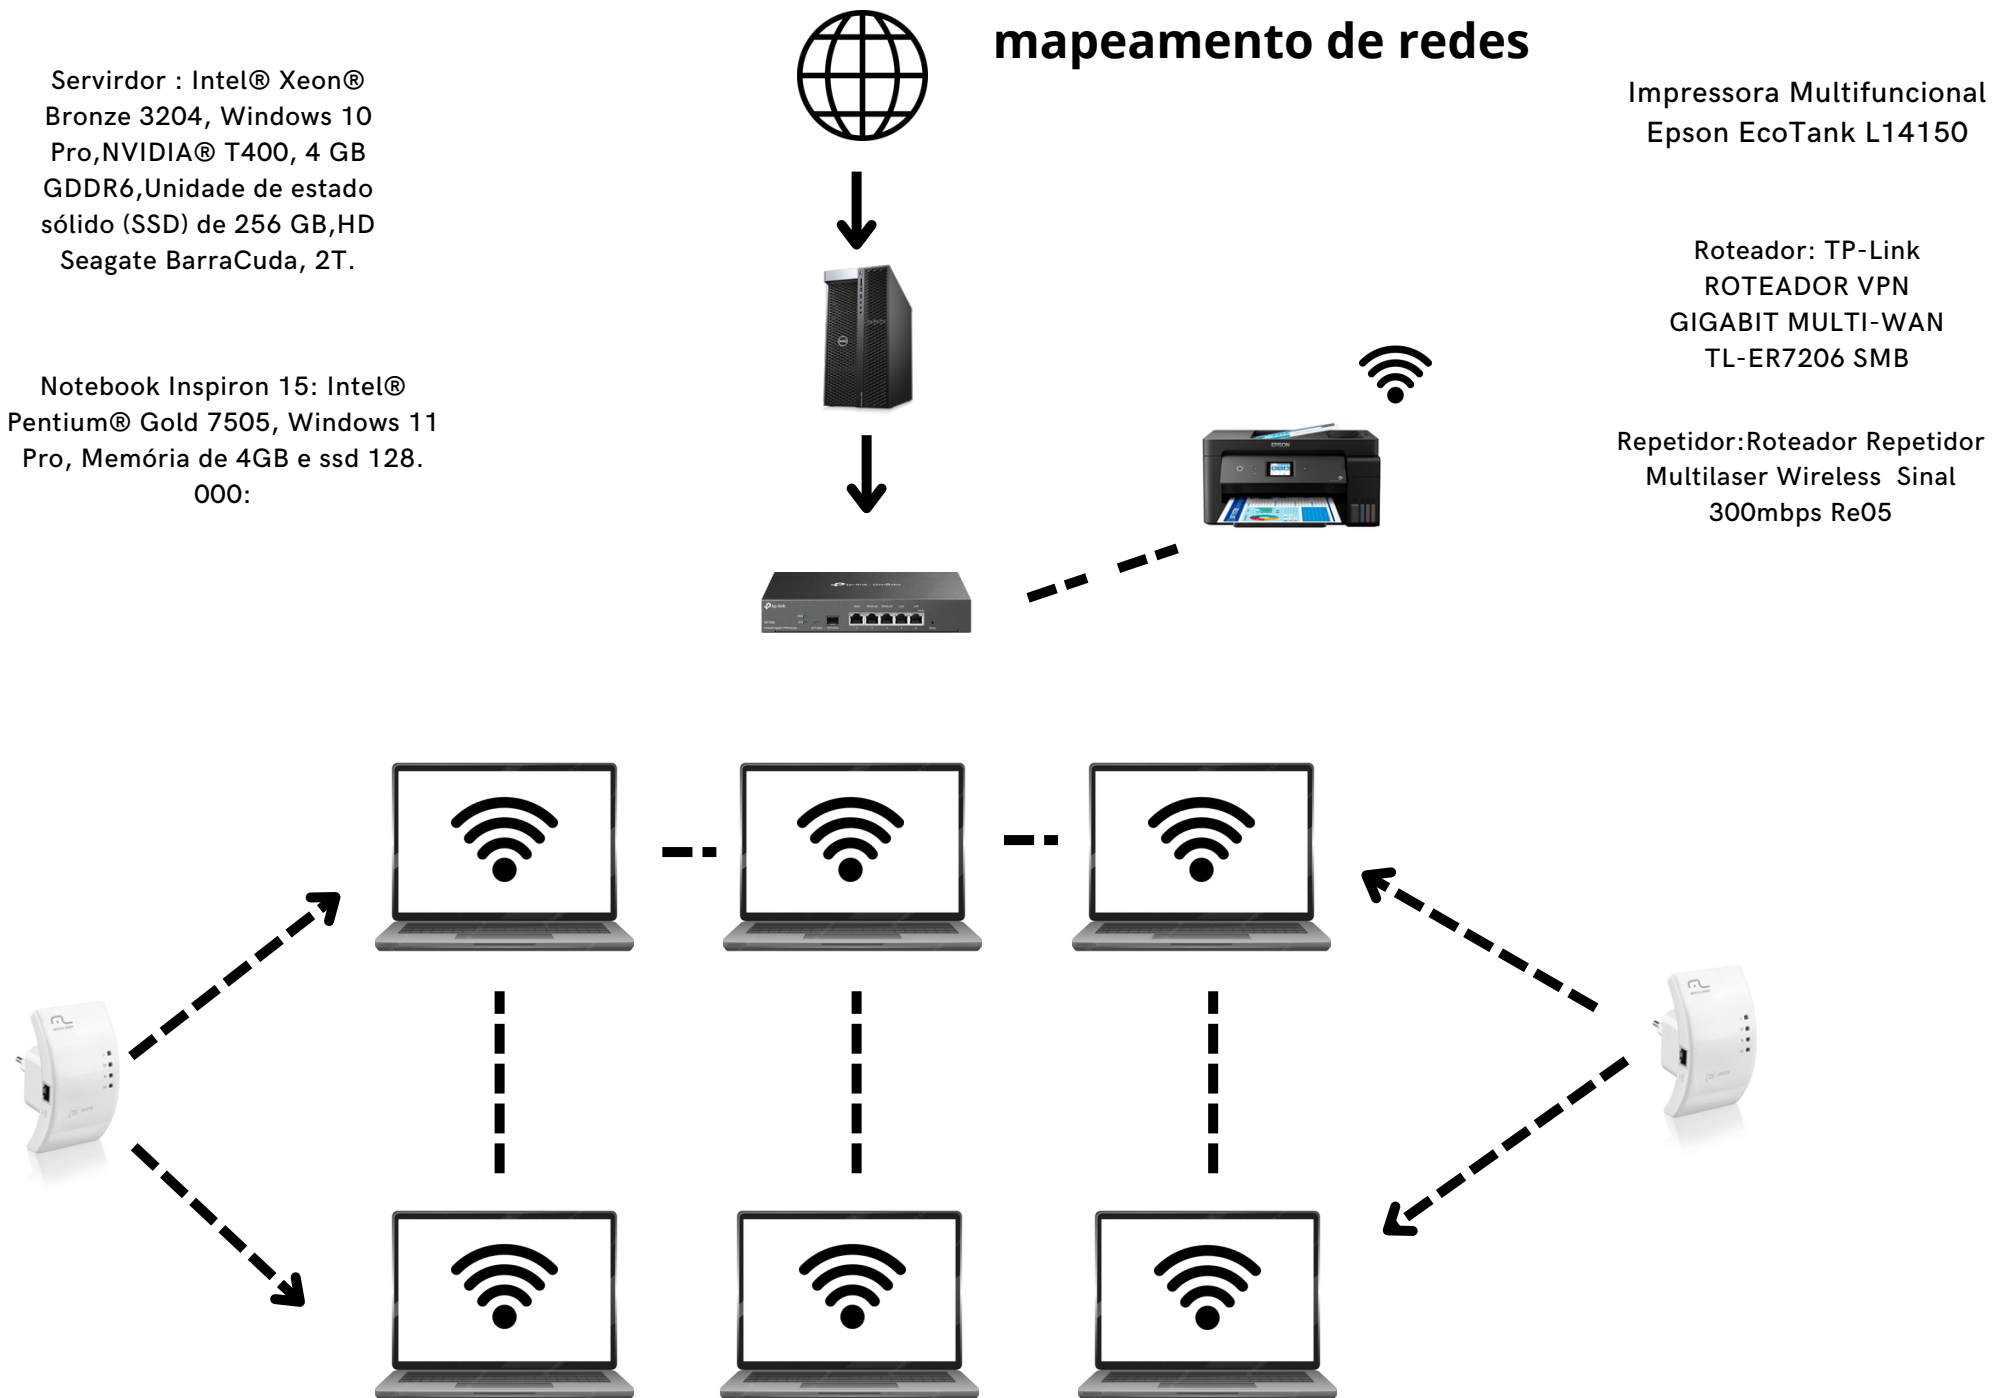 mapeamento de redes
Servirdor : Intel® Xeon®
Bronze 3204, Windows 10
Pro,NVIDIA® T400, 4 GB
GDDR6,Unidade de estado
sólido (SSD) de 256 GB,HD
Seagate BarraCuda, 2T.
Notebook Inspiron 15: Intel®
Pentium® Gold 7505, Windows 11
Pro, Memória de 4GB e ssd 128.
000:
Impressora Multifuncional
Epson EcoTank L14150
Roteador: TP-Link
ROTEADOR VPN
GIGABIT MULTI-WAN
TL-ER7206 SMB
Repetidor:Roteador Repetidor
Multilaser Wireless  Sinal
300mbps Re05
EPSON
tp-link